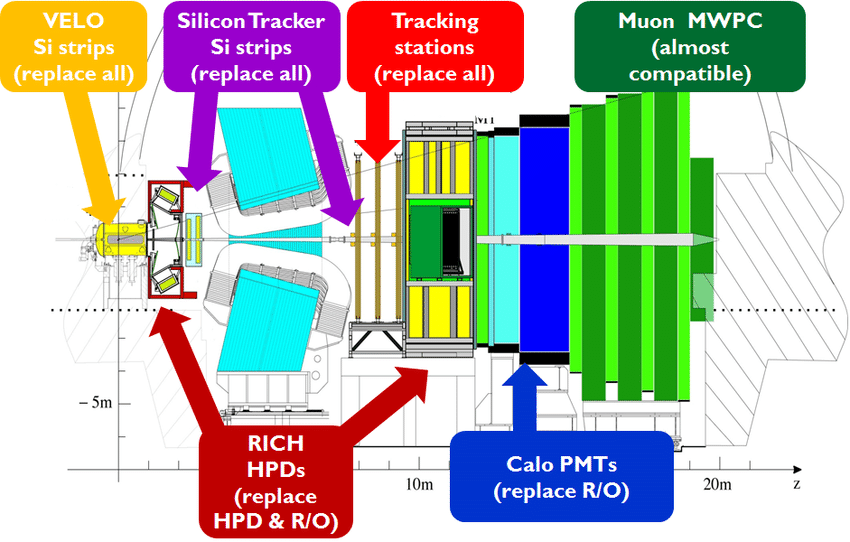 VELO
Si strips
(replace all)
Silicon Tracker
Si strips
(replace all)
Tracking
stations
(replace all)
Muon MWPC
(almost
compatible)
M1
– 5m
RICH
HPDs
(replace
HPD & R/O)
Calo PMTs
(replace R/O)
10m
20m
z